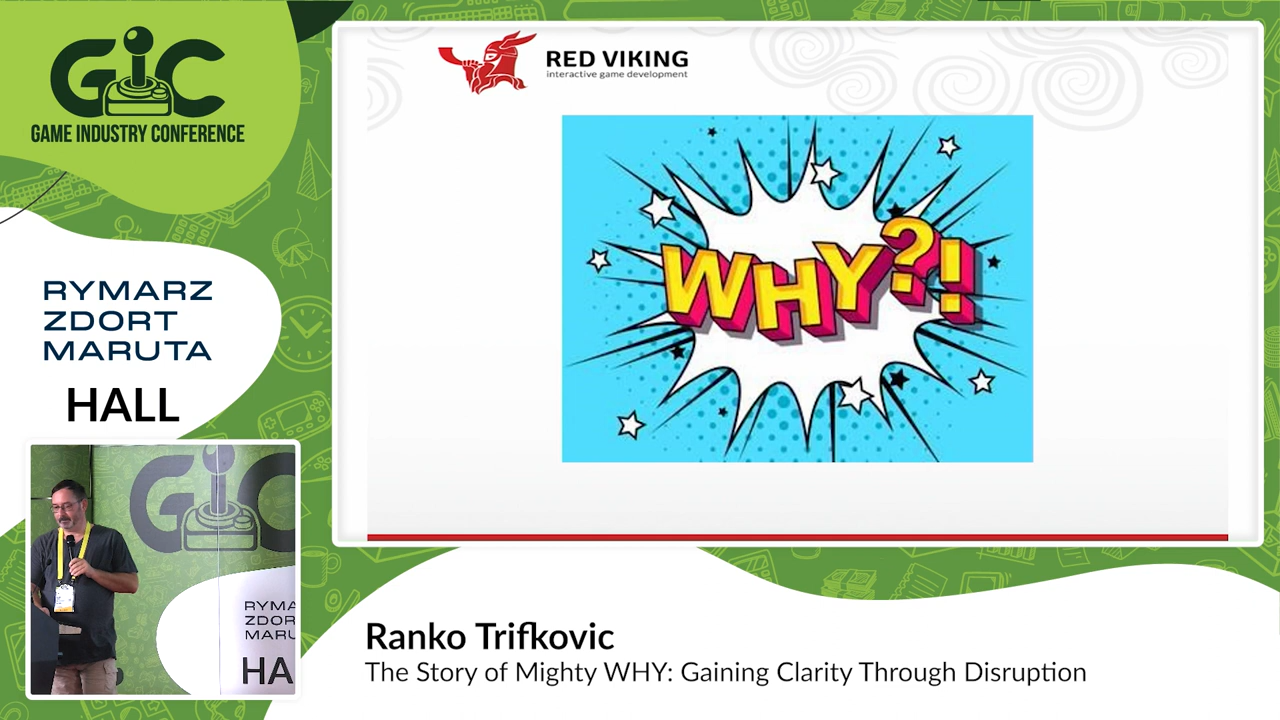 GIC
GAME INDUSTRY CONFERENCE
RYMARZ
ZDORT
MARUTA
HALL
RED VIKING
interactive game development
WHY?!
GIC
RYMA
ZDOR
MARU
HA
Ranko Trifkovic
The Story of Mighty WHY: Gaining Clarity Through Disruption